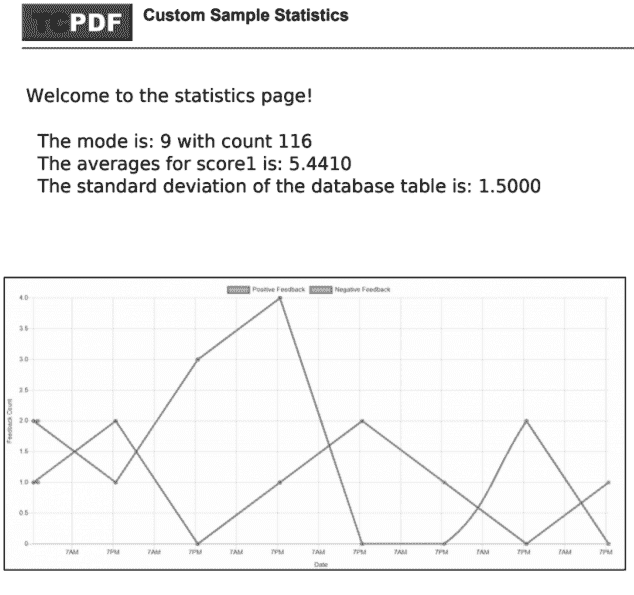 TCPDF
Custom Sample Statistics
Welcome to the statistics page!
The mode is: 9 with count 116
The averages for score1 is: 5.4410
The standard deviation of the database table is: 1.5000
Positive Feedback Negative Feedback
4.0
3.5
3.0
2.5
2.0
1.5
1.0
0.5
0
Feedback Count
7AM 7PM 7AM 7PM 7AM 7PM 7AM 7PM 7AM 7PM 7AM 7PM 7AM 7PM
Date